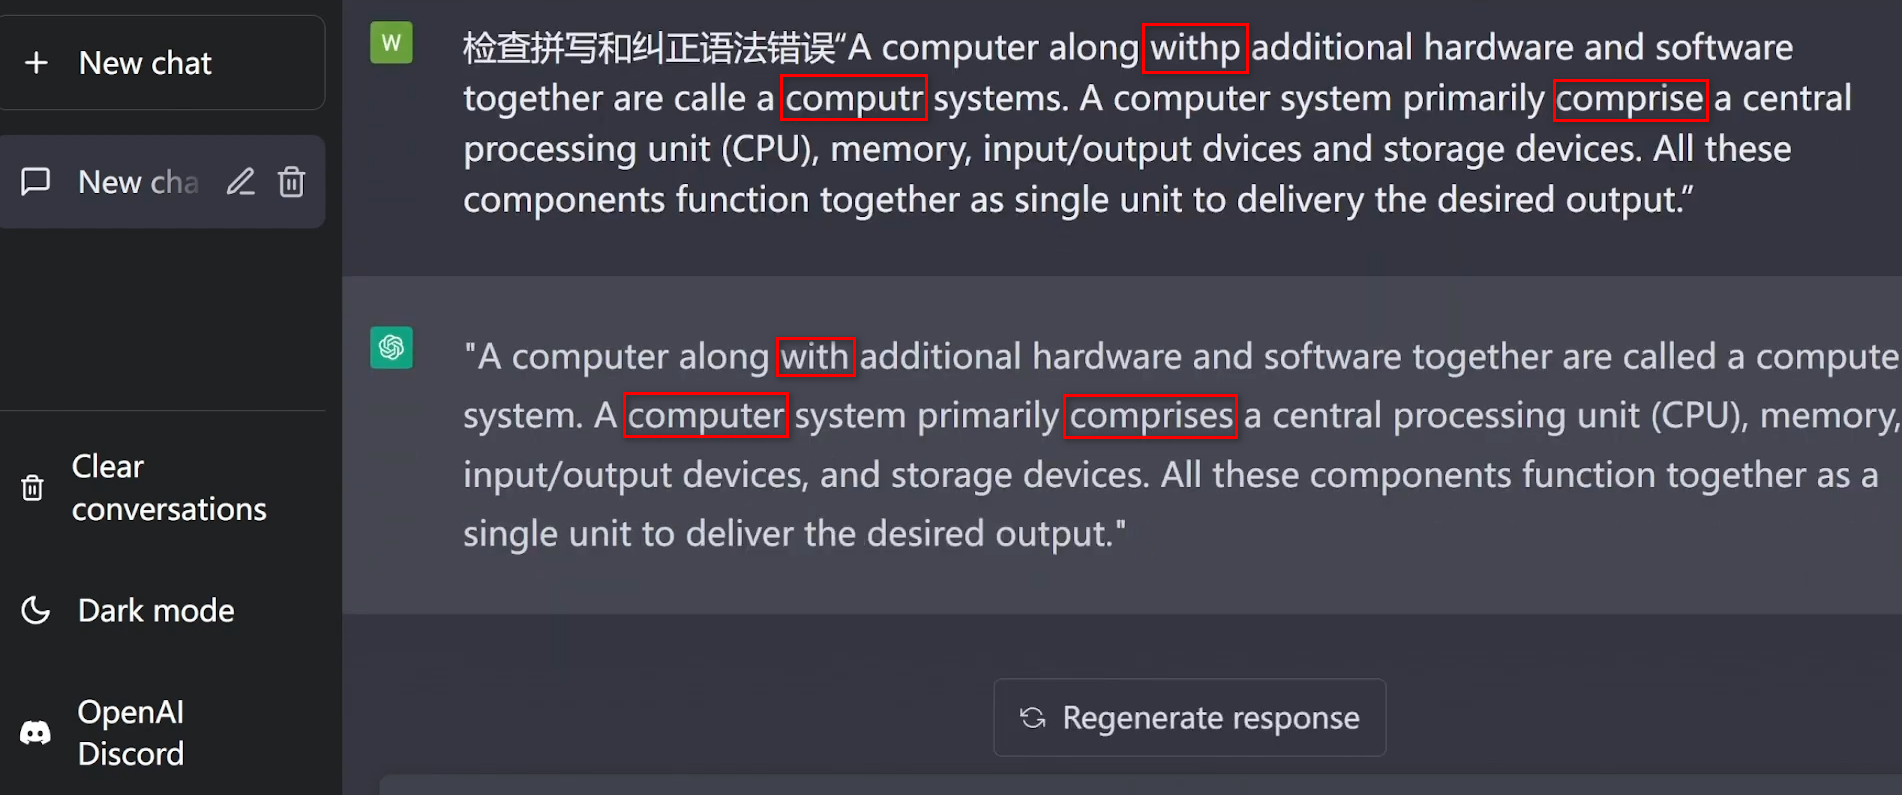 New chat
New cha
Clear
conversations
Dark mode
OpenAI
Discord
W
检查拼写和纠正语法错误“A computer along withp additional hardware and software
together are calle a computr systems. A computer system primarily comprise a central
processing unit (CPU), memory, input/output dvices and storage devices. All these
components function together as single unit to delivery the desired output.”
"A computer along with additional hardware and software together are called a compute
system. A computer system primarily comprises a central processing unit (CPU), memory,
input/output devices, and storage devices. All these components function together as a
single unit to deliver the desired output."
Regenerate response